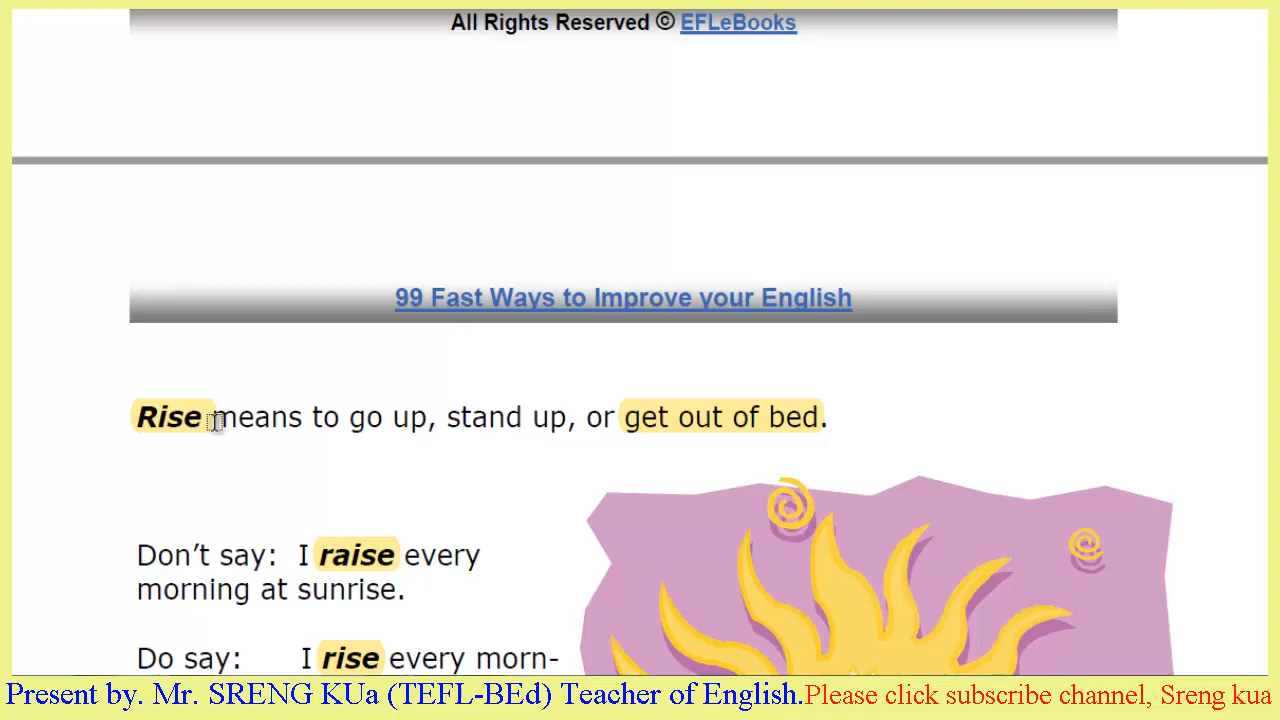 All Rights Reserved © EFLeBooks
99 Fast Ways to Improve your English
Rise means to go up, stand up, or get out of bed.
Don’t say: I raise every
morning at sunrise.
Do say: I rise every morn-
Present by. Mr. SRENG KUa (TEFL-BEd) Teacher of English.Please click subscribe channel, Sreng kua